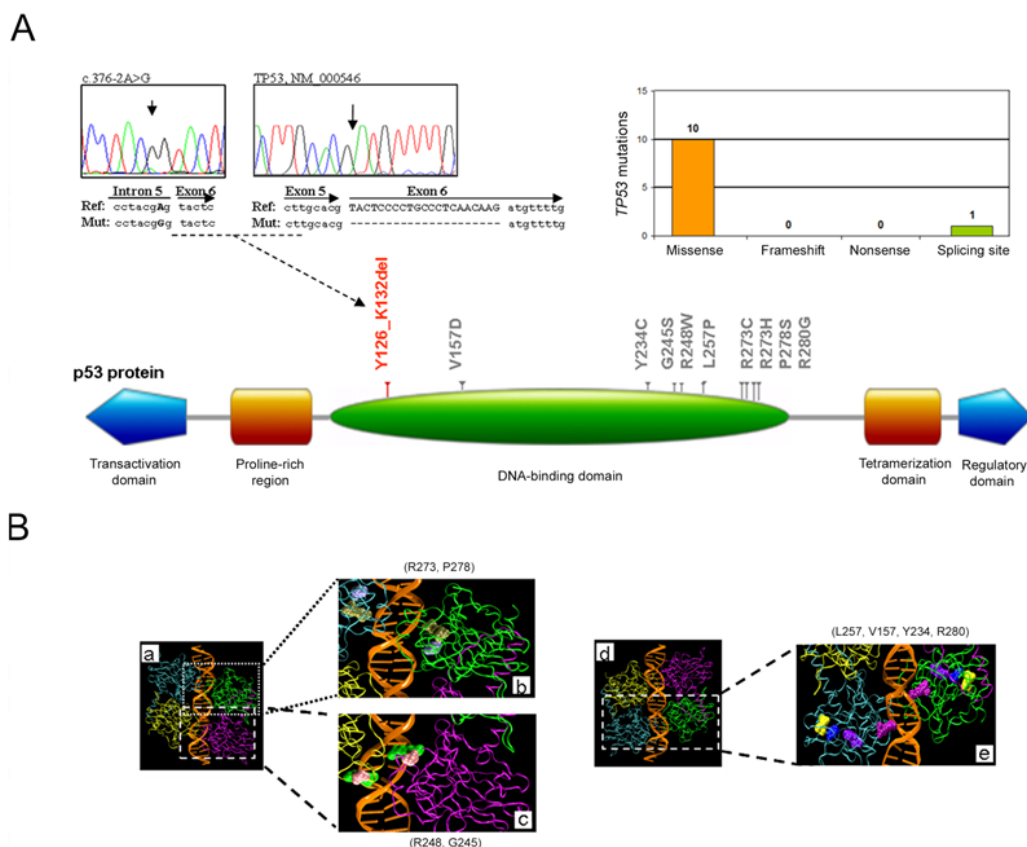 A
c.376-2A>G
TP53, NM_000546
Intron 5 Exon 6
Ref: cctacgAg tactc
Mut: cctacgGg tactc
Exon 5 Exon 6
Ref: cttgcacg TACTCCCCTGCCCTCAACAAG atgttttg
Mut: cttgcacg --------------------- atgttttg
TP53 mutations
15
10
5
0
10
0
0
1
Missense Frameshift Nonsense Splicing site
Y126_K132del
V157D
Y234C
G245S
R248W
L257P
R273C
R273H
P278S
R280G
p53 protein
Transactivation
domain
Proline-rich
region
DNA-binding domain
Tetramerization
domain
Regulatory
domain
B
(R273, P278)
a
b
c
(R248, G245)
(L257, V157, Y234, R280)
d
e